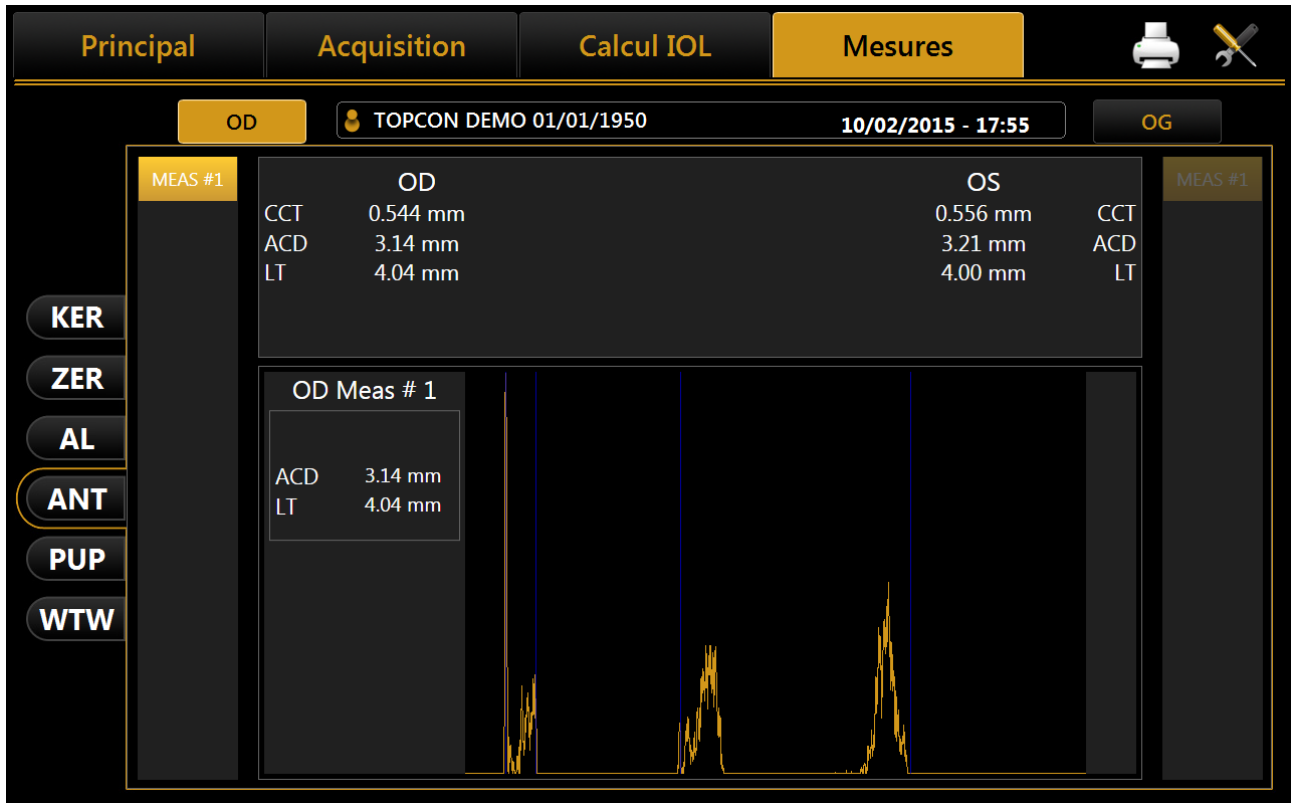 Principal Acquisition Calcul IOL Mesures
OD TOPCON DEMO 01/01/1950 10/02/2015 - 17:55 OG
MEAS #1 OD OS MEAS #1
CCT 0.544 mm 0.556 mm CCT
ACD 3.14 mm 3.21 mm ACD
LT 4.04 mm 4.00 mm LT
KER
ZER
AL
ANT
PUP
WTW
OD Meas # 1
ACD 3.14 mm
LT 4.04 mm